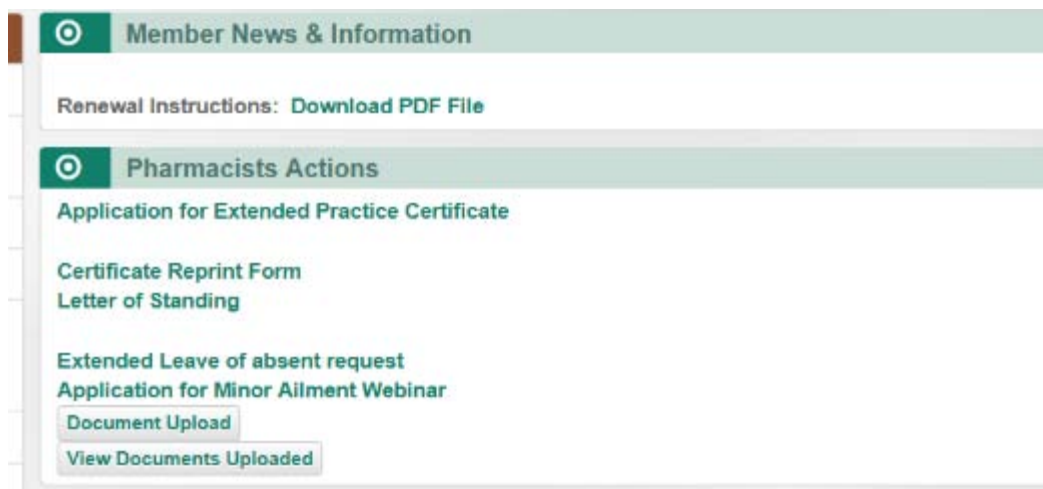 Member News & Information
Renewal Instructions: Download PDF File
Pharmacists Actions
Application for Extended Practice Certificate
Certificate Reprint Form
Letter of Standing
Extended Leave of absent request
Application for Minor Ailment Webinar
Document Upload
View Documents Uploaded